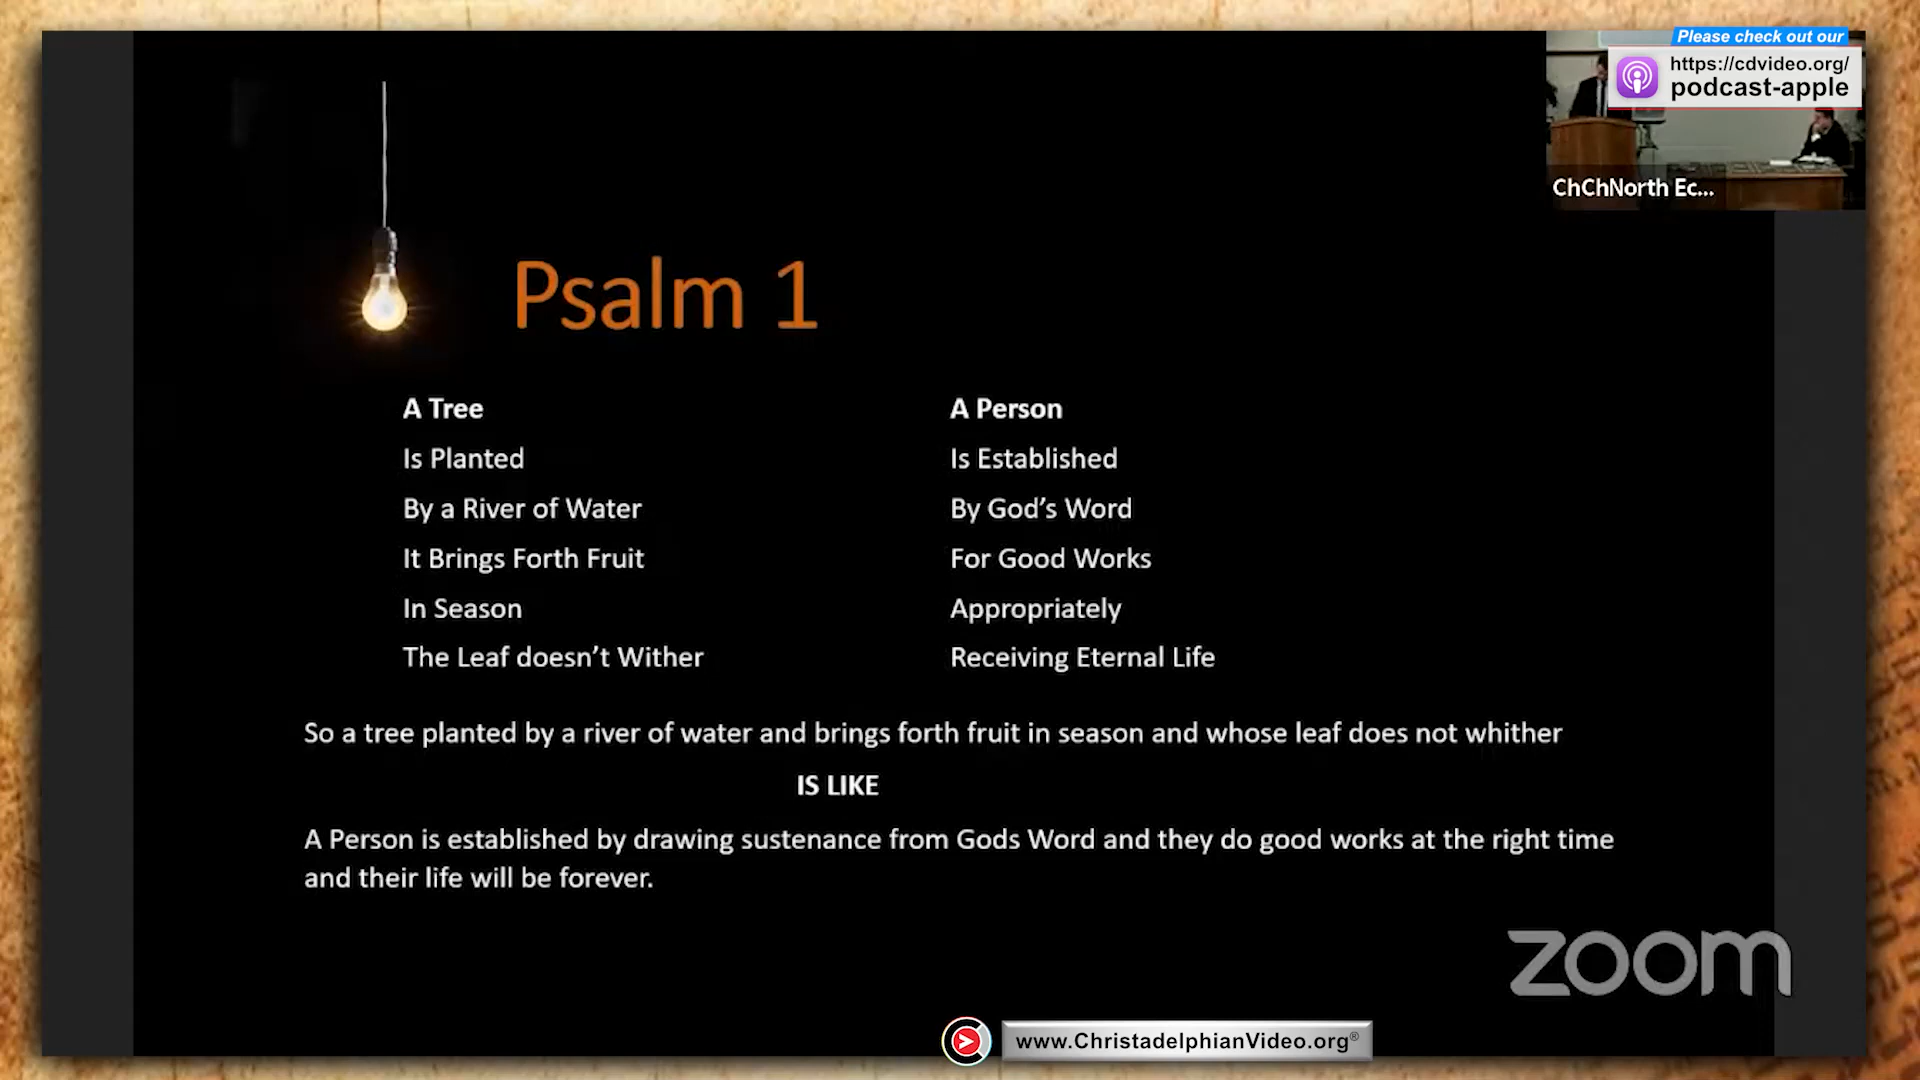 Please check out our
https://cdvideo.org/
podcast-apple
ChChNorth Ec...
Psalm 1
A Tree
Is Planted
By a River of Water
It Brings Forth Fruit
In Season
The Leaf doesn't Wither
A Person
Is Established
By God's Word
For Good Works
Appropriately
Receiving Eternal Life
So a tree planted by a river of water and brings forth fruit in season and whose leaf does not whither
IS LIKE
A Person is established by drawing sustenance from Gods Word and they do good works at the right time
and their life will be forever.
zoom
www.ChristadelphianVideo.org®